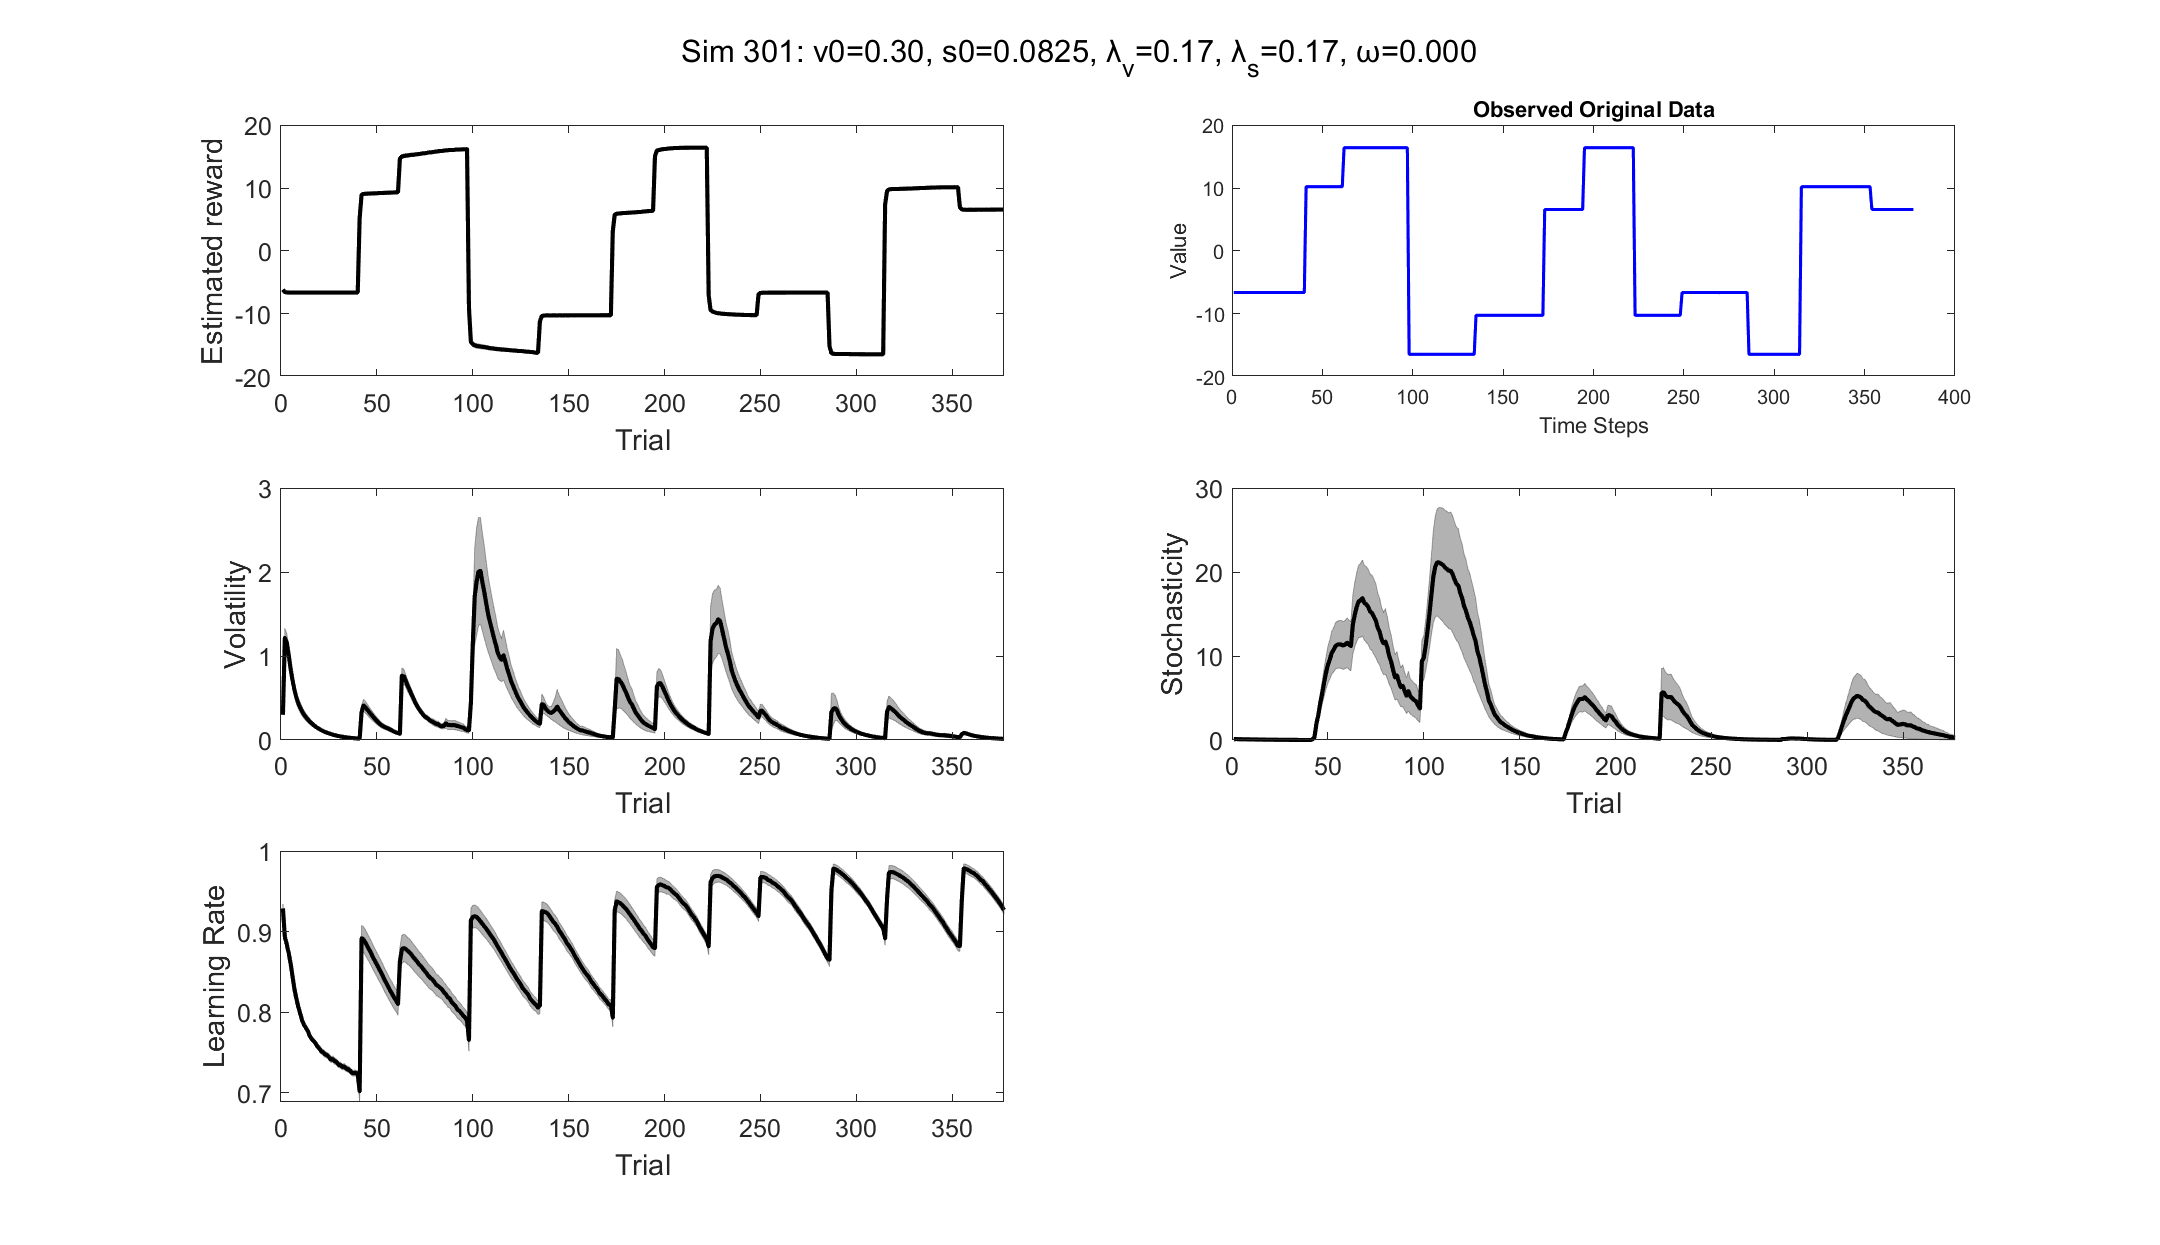 Sim 301: v0=0.30, s0=0.0825, λv=0.17, λs=0.17, ω=0.000
Estimated reward
20
10
0
-10
-20
0 50 100 150 200 250 300 350
Trial
Observed Original Data
Value
20
10
0
-10
-20
0 50 100 150 200 250 300 350 400
Time Steps
Volatility
3
2
1
0
0 50 100 150 200 250 300 350
Trial
Stochasticity
30
20
10
0
0 50 100 150 200 250 300 350
Trial
Learning Rate
1
0.9
0.8
0.7
0 50 100 150 200 250 300 350
Trial